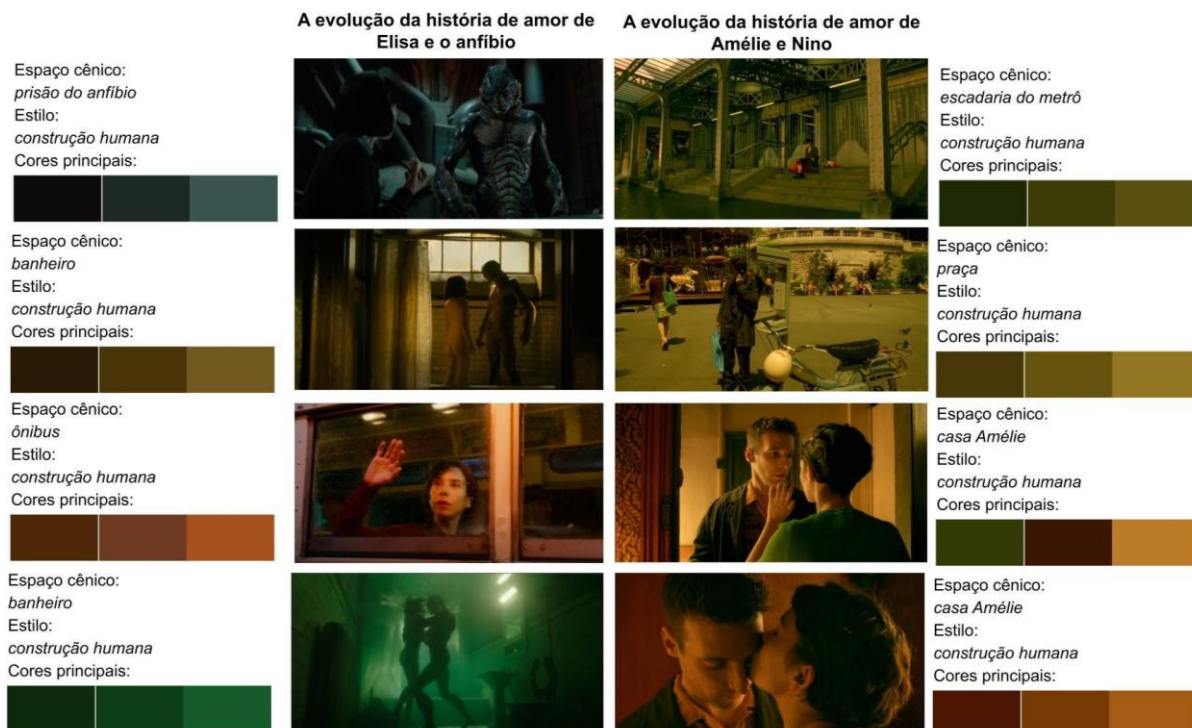 A evolução da história de amor de
Elisa e o anfíbio
A evolução da história de amor de
Amélie e Nino
Espaço cênico:
prisão do anfíbio
Estilo:
construção humana
Cores principais:
Espaço cênico:
escadaria do metrô
Estilo:
construção humana
Cores principais:
Espaço cênico:
banheiro
Estilo:
construção humana
Cores principais:
Espaço cênico:
praça
Estilo:
construção humana
Cores principais:
Espaço cênico:
ônibus
Estilo:
construção humana
Cores principais:
Espaço cênico:
casa Amélie
Estilo:
construção humana
Cores principais:
Espaço cênico:
banheiro
Estilo:
construção humana
Cores principais:
Espaço cênico:
casa Amélie
Estilo:
construção humana
Cores principais: